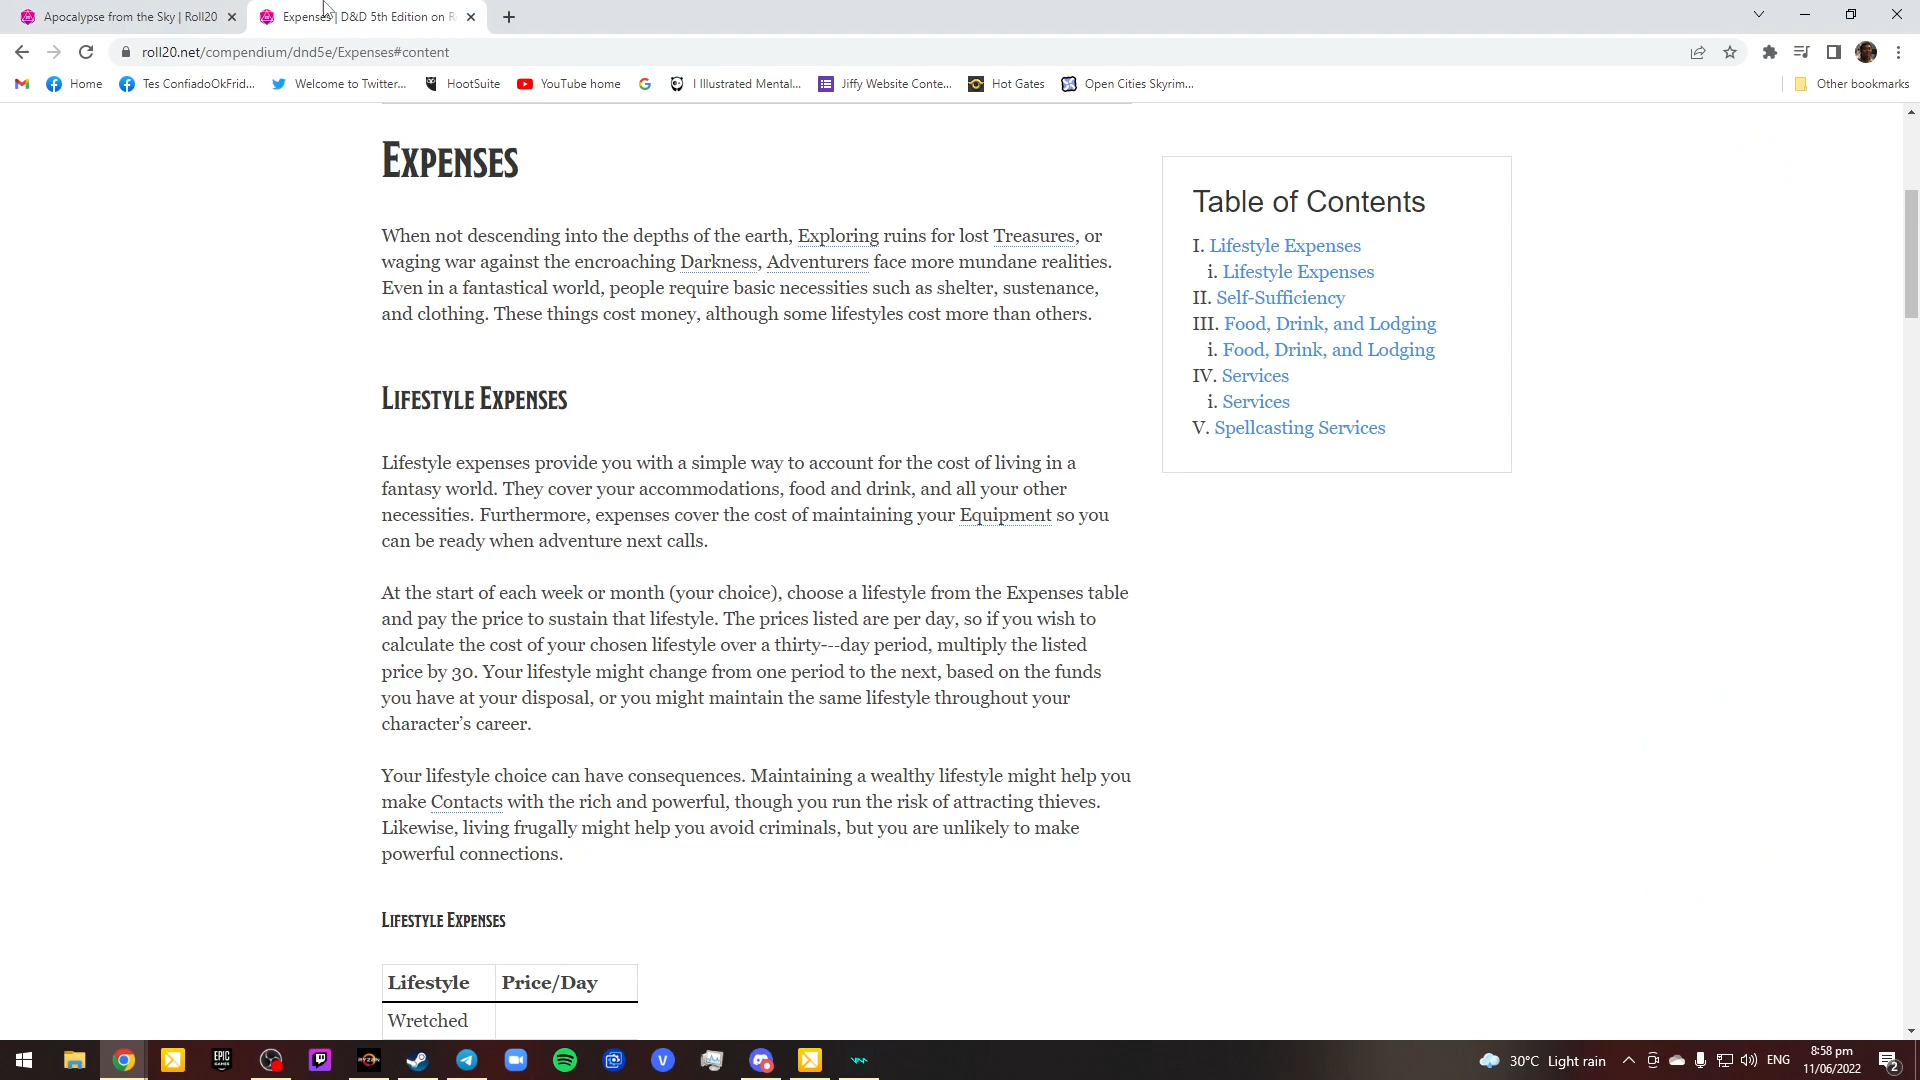 Apocalypse from the Sky | Roll20
Expenses | D&D 5th Edition on R
roll20.net/compendium/dnd5e/Expenses#content
Home
Tes ConfiadoOkFrid...
Welcome to Twitter...
HootSuite
YouTube home
I Illustrated Mental...
Jiffy Website Conte...
Hot Gates
Open Cities Skyrim...
Other bookmarks
Expenses
When not descending into the depths of the earth, Exploring ruins for lost Treasures, or
waging war against the encroaching Darkness, Adventurers face more mundane realities.
Even in a fantastical world, people require basic necessities such as shelter, sustenance,
and clothing. These things cost money, although some lifestyles cost more than others.
Lifestyle Expenses
Lifestyle expenses provide you with a simple way to account for the cost of living in a
fantasy world. They cover your accommodations, food and drink, and all your other
necessities. Furthermore, expenses cover the cost of maintaining your Equipment so you
can be ready when adventure next calls.
At the start of each week or month (your choice), choose a lifestyle from the Expenses table
and pay the price to sustain that lifestyle. The prices listed are per day, so if you wish to
calculate the cost of your chosen lifestyle over a thirty---day period, multiply the listed
price by 30. Your lifestyle might change from one period to the next, based on the funds
you have at your disposal, or you might maintain the same lifestyle throughout your
character's career.
Your lifestyle choice can have consequences. Maintaining a wealthy lifestyle might help you
make Contacts with the rich and powerful, though you run the risk of attracting thieves.
Likewise, living frugally might help you avoid criminals, but you are unlikely to make
powerful connections.
Lifestyle Expenses
Lifestyle Price/Day
Wretched
Table of Contents
I. Lifestyle Expenses
i. Lifestyle Expenses
II. Self-Sufficiency
III. Food, Drink, and Lodging
i. Food, Drink, and Lodging
IV. Services
i. Services
V. Spellcasting Services
EPIC GAMES
RYZEN
30°C Light rain
ENG
8:58 pm
11/06/2022
2